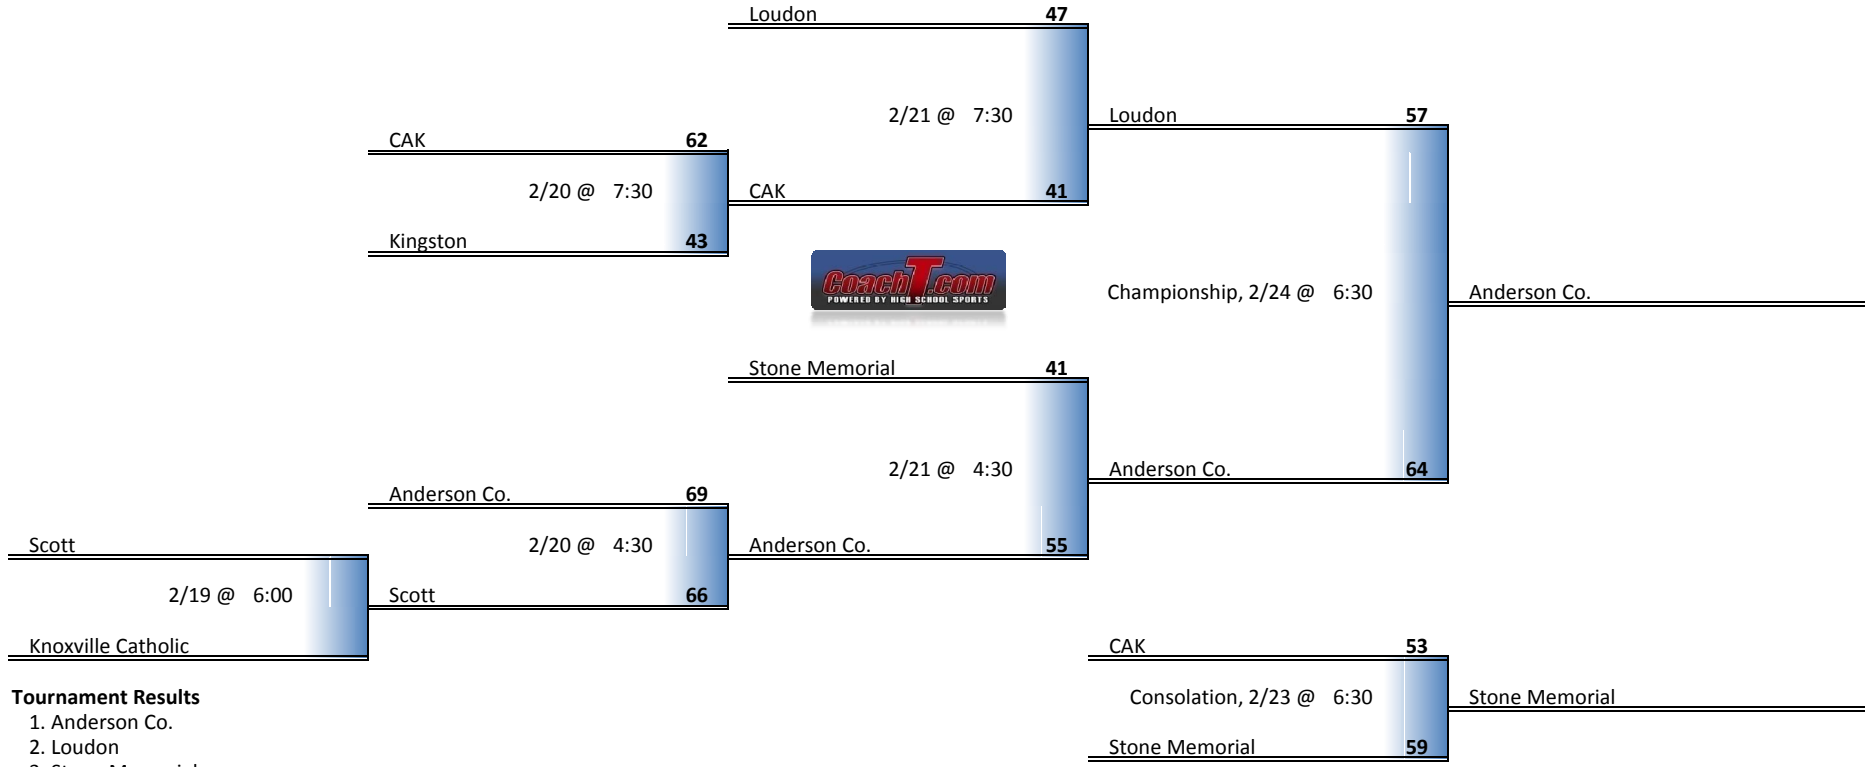 Loudon 47
2/21 @ 7:30
Loudon 57
CAK 62
2/20 @ 7:30
CAK 41
Kingston 43
CoachT.com
POWERED BY HIGH SCHOOL SPORTS
Championship, 2/24 @ 6:30
Anderson Co.
Stone Memorial 41
2/21 @ 4:30
Anderson Co. 64
Anderson Co. 69
Scott
2/20 @ 4:30
Anderson Co. 55
2/19 @ 6:00
Scott 66
Knoxville Catholic
CAK 53
Consolation, 2/23 @ 6:30
Stone Memorial
Stone Memorial 59
Tournament Results
1. Anderson Co.
2. Loudon
3. Stone Memorial